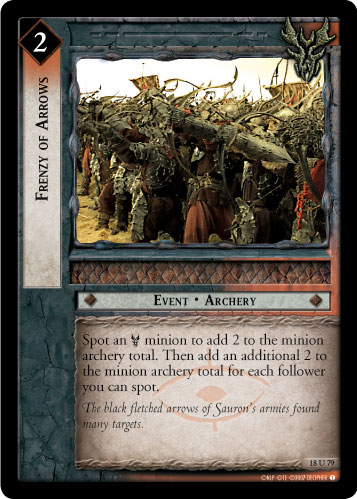 2
Frenzy of Arrows
Event • Archery
Spot an minion to add 2 to the minion
archery total. Then add an additional 2 to
the minion archery total for each follower
you can spot.
The black fletched arrows of Sauron's armies found
many targets.
18 U 79